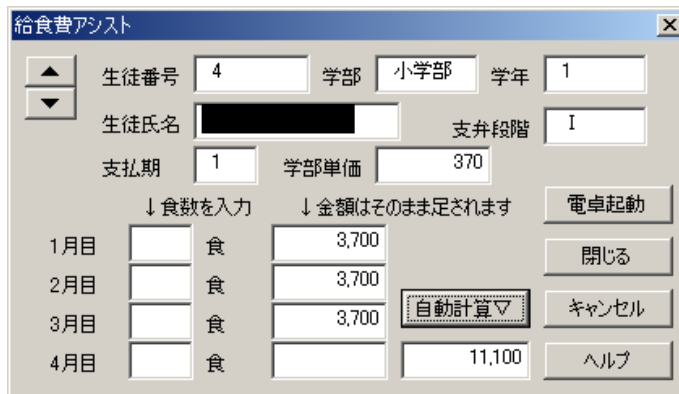 給食費アシスト
生徒番号 4 学部 小学部 学年 1
生徒氏名 支弁段階 I
支払期 1 学部単価 370
↓食数を入力 ↓金額はそのまま足されます 電卓起動
1月目 食 3,700 閉じる
2月目 食 3,700
3月目 食 3,700 自動計算▽ キャンセル
4月目 食 11,100 ヘルプ